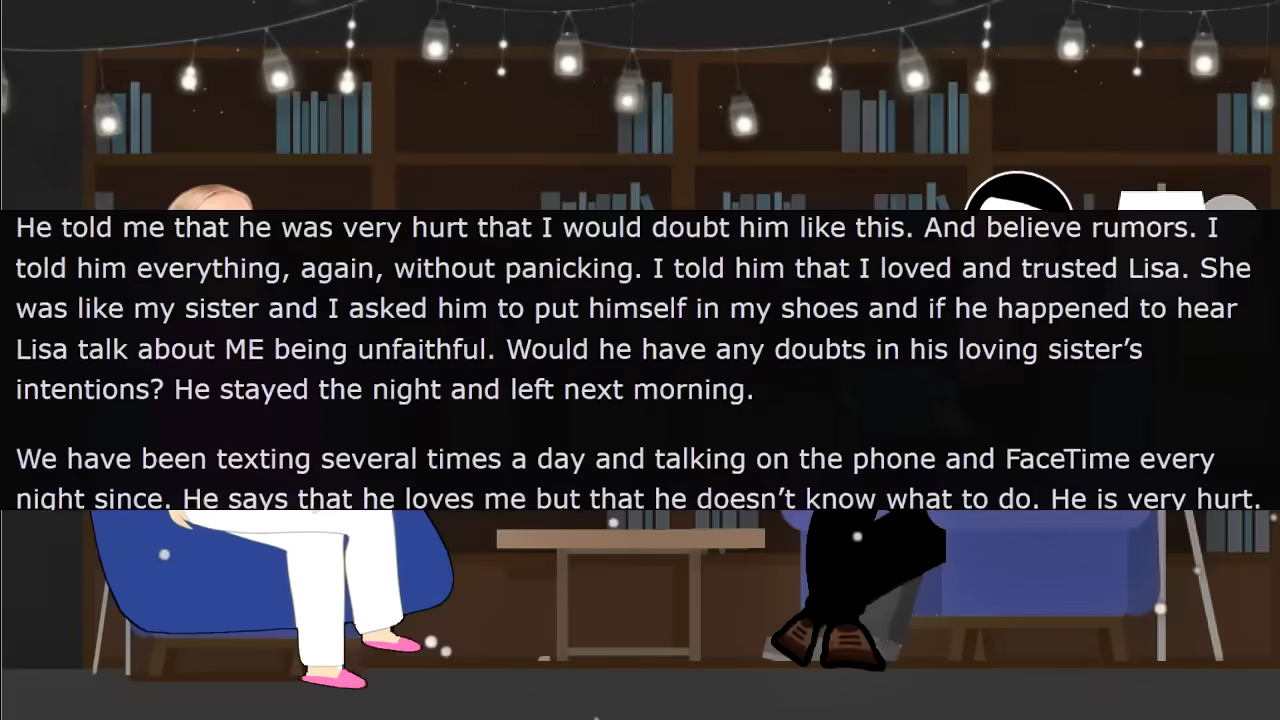 He told me that he was very hurt that I would doubt him like this. And believe rumors. I
told him everything, again, without panicking. I told him that I loved and trusted Lisa. She
was like my sister and I asked him to put himself in my shoes and if he happened to hear
Lisa talk about ME being unfaithful. Would he have any doubts in his loving sister’s
intentions? He stayed the night and left next morning.
We have been texting several times a day and talking on the phone and FaceTime every
night since. He says that he loves me but that he doesn’t know what to do. He is very hurt.